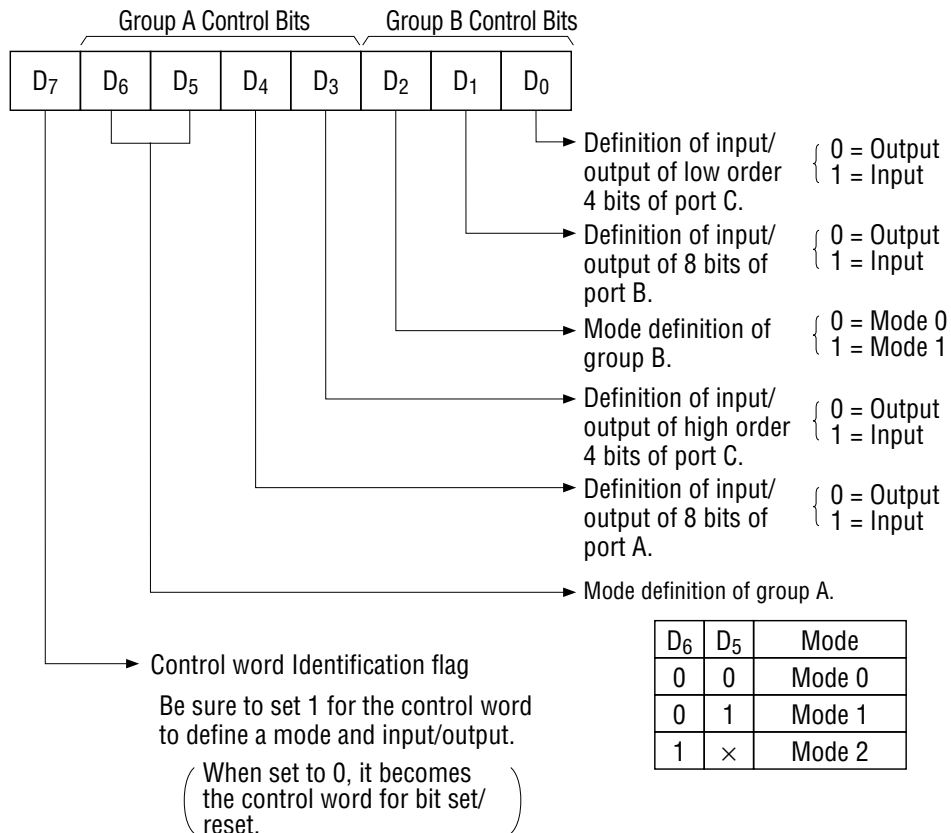 Group A Control Bits Group B Control Bits
D7 D6 D5 D4 D3 D2 D1 D0
Definition of input/
output of low order
4 bits of port C.
0 = Output
1 = Input
Definition of input/
output of 8 bits of
port B.
0 = Output
1 = Input
Mode definition of
group B.
0 = Mode 0
1 = Mode 1
Definition of input/
output of high order
4 bits of port C.
0 = Output
1 = Input
Definition of input/
output of 8 bits of
port A.
0 = Output
1 = Input
Mode definition of group A.
D6 D5 Mode
0 0 Mode 0
0 1 Mode 1
1 × Mode 2
Control word Identification flag
Be sure to set 1 for the control word
to define a mode and input/output.
(When set to 0, it becomes
the control word for bit set/
reset.)